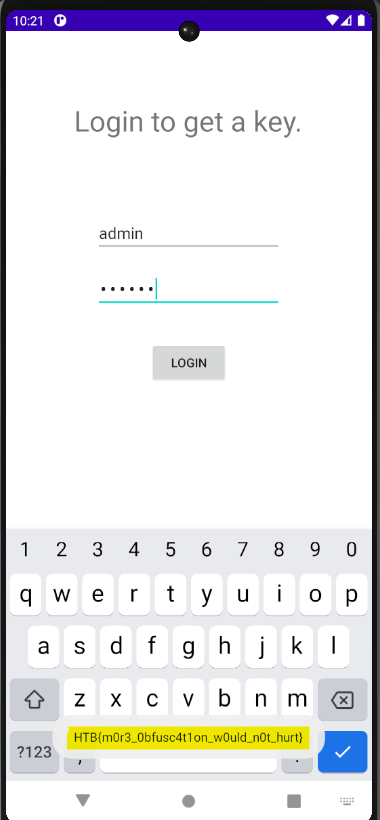 10:21
Login to get a key.
admin
••••••
LOGIN
1 2 3 4 5 6 7 8 9 0
q w e r t y u i o p
a s d f g h j k l
z x c v b n m
HTB{m0r3_0bfusc4t1on_w0uld_n0t_hurt}
?123 , .